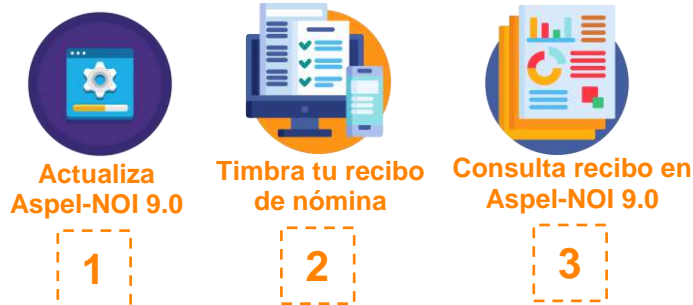 Actualiza
Aspel-NOI 9.0
1
Timbra tu recibo
de nómina
2
Consulta recibo en
Aspel-NOI 9.0
3